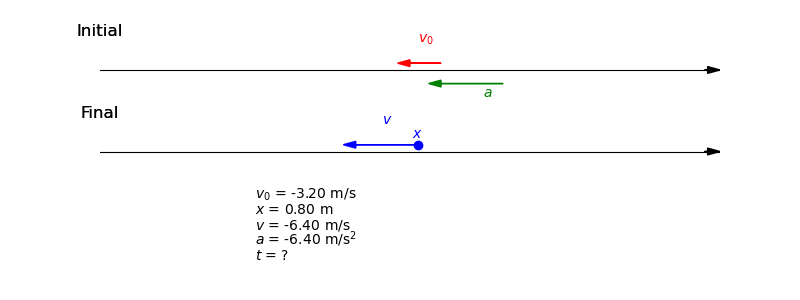 Initial
v₀
a
Final
v
x
v₀ = -3.20 m/s
x = 0.80 m
v = -6.40 m/s
a = -6.40 m/s²
t = ?